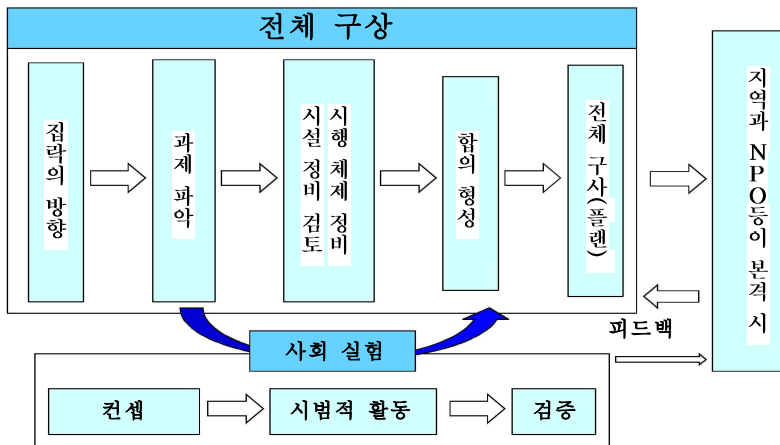 전체 구상
집락의 방향
과제 파악
시설 정비 검토
시행 체제 정비
합의 형성
전체 구사(플랜)
지역과 NPO등이 본격 시
피드백
사회 실험
컨셉
시범적 활동
검증